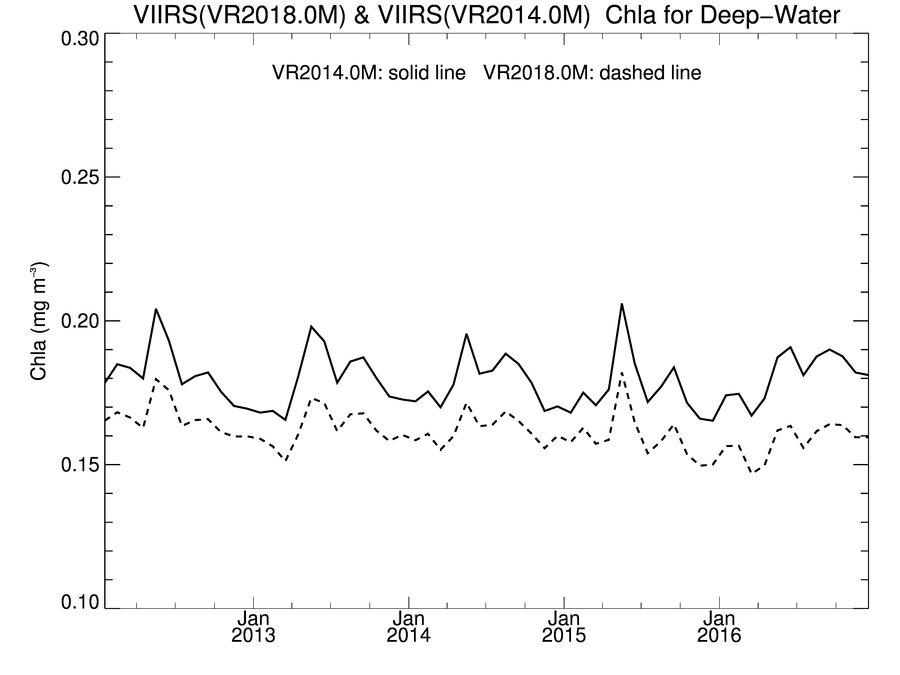 VIIRS(VR2018.0M) & VIIRS(VR2014.0M)  Chla for Deep−Water
VR2014.0M: solid line   VR2018.0M: dashed line
0.30
0.25
0.20
0.15
0.10
Chla (mg m⁻³)
Jan
2013
Jan
2014
Jan
2015
Jan
2016